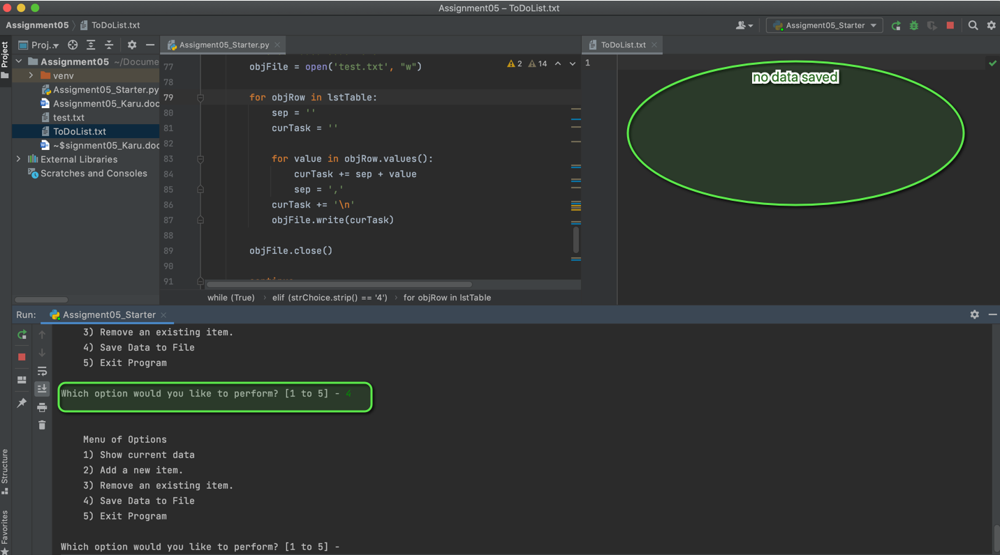 Assignment05 – ToDoList.txt
Assignment05 ToDoList.txt
Assigment05_Starter
Project
Proj..
Assigment05_Starter.py
ToDoList.txt
Assignment05 ~/Docume
venv
Assigment05_Starter.py
Assignment05_Karu.doc
test.txt
ToDoList.txt
~$signment05_Karu.doc
External Libraries
Scratches and Consoles
2 14
77 objFile = open('test.txt', "w")
78
79 for objRow in lstTable:
80 sep = ''
81 curTask = ''
82
83 for value in objRow.values():
84 curTask += sep + value
85 sep = ','
86 curTask += '\n'
87 objFile.write(curTask)
88
89 objFile.close()
90
91 continue
while (True) › elif (strChoice.strip() == '4') › for objRow in lstTable
1
no data saved
Run: Assigment05_Starter
3) Remove an existing item.
4) Save Data to File
5) Exit Program
Which option would you like to perform? [1 to 5] - 4
Menu of Options
1) Show current data
2) Add a new item.
3) Remove an existing item.
4) Save Data to File
5) Exit Program
Which option would you like to perform? [1 to 5] -
Structure
Favorites